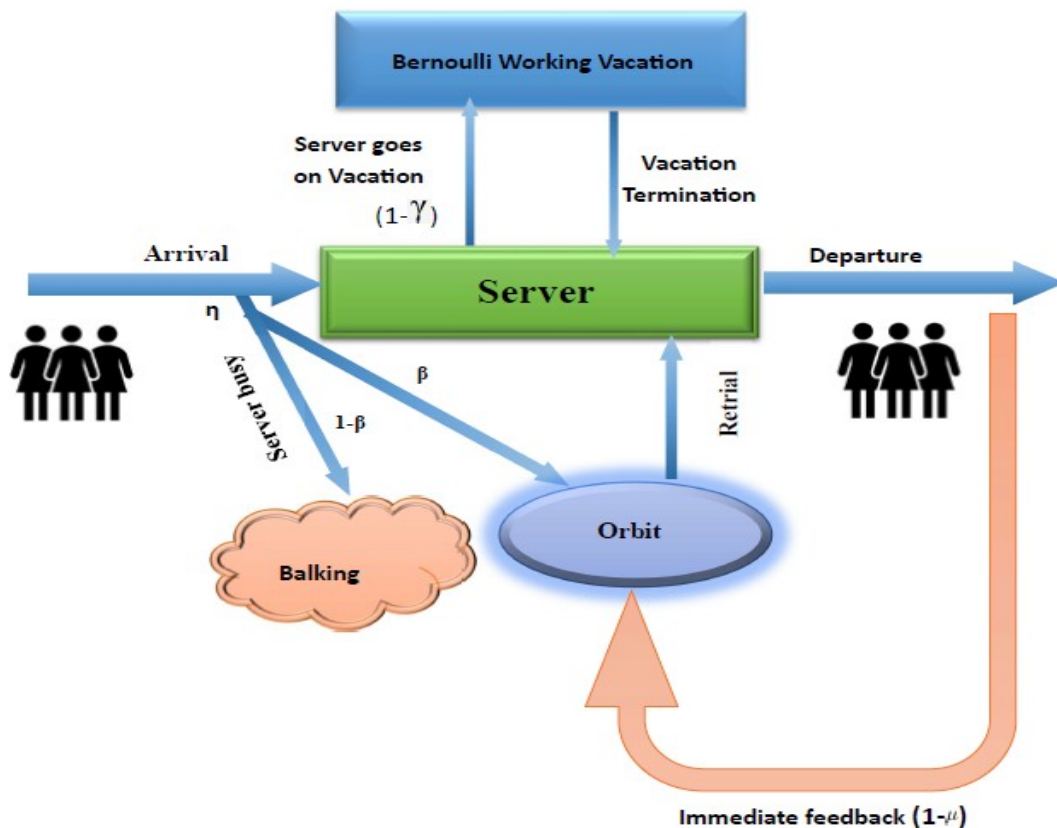 Bernoulli Working Vacation
Server goes
on Vacation
(1-γ)
Vacation
Termination
Arrival
Server
Departure
η
Server busy
β
1-β
Retrial
Orbit
Balking
Immediate feedback (1-μ)